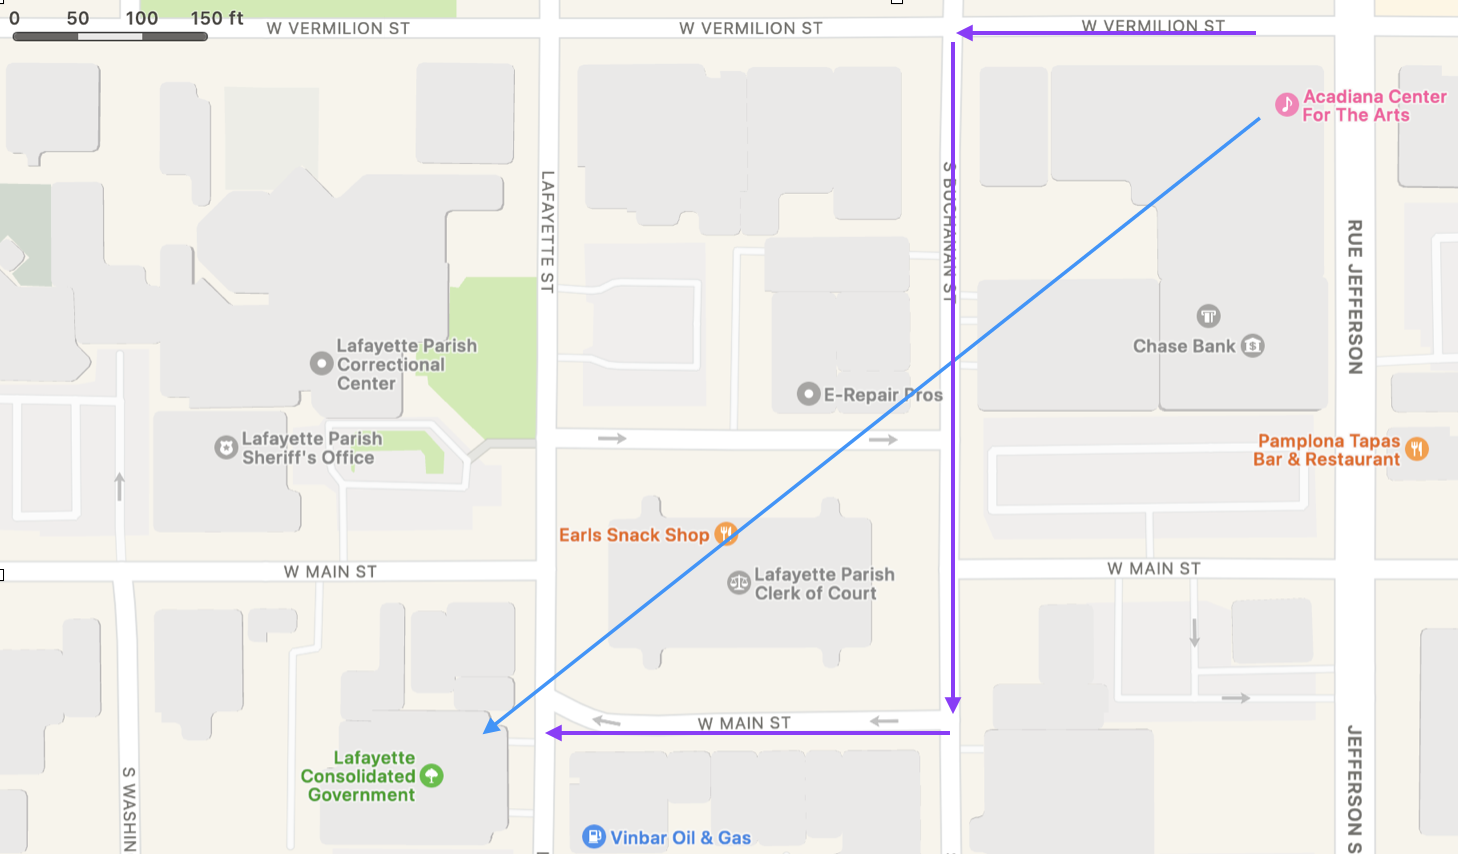 0 50 100 150 ft
W VERMILION ST
W VERMILION ST
W VERMILION ST
Acadiana Center
For The Arts
LAFAYETTE ST
S BUCHANAN ST
RUE JEFFERSON
Chase Bank
Lafayette Parish
Correctional
Center
E-Repair Pros
Lafayette Parish
Sheriff's Office
Pamplona Tapas
Bar & Restaurant
Earls Snack Shop
Lafayette Parish
Clerk of Court
W MAIN ST
W MAIN ST
W MAIN ST
Lafayette
Consolidated
Government
S WASHIN
JEFFERSON S
Vinbar Oil & Gas